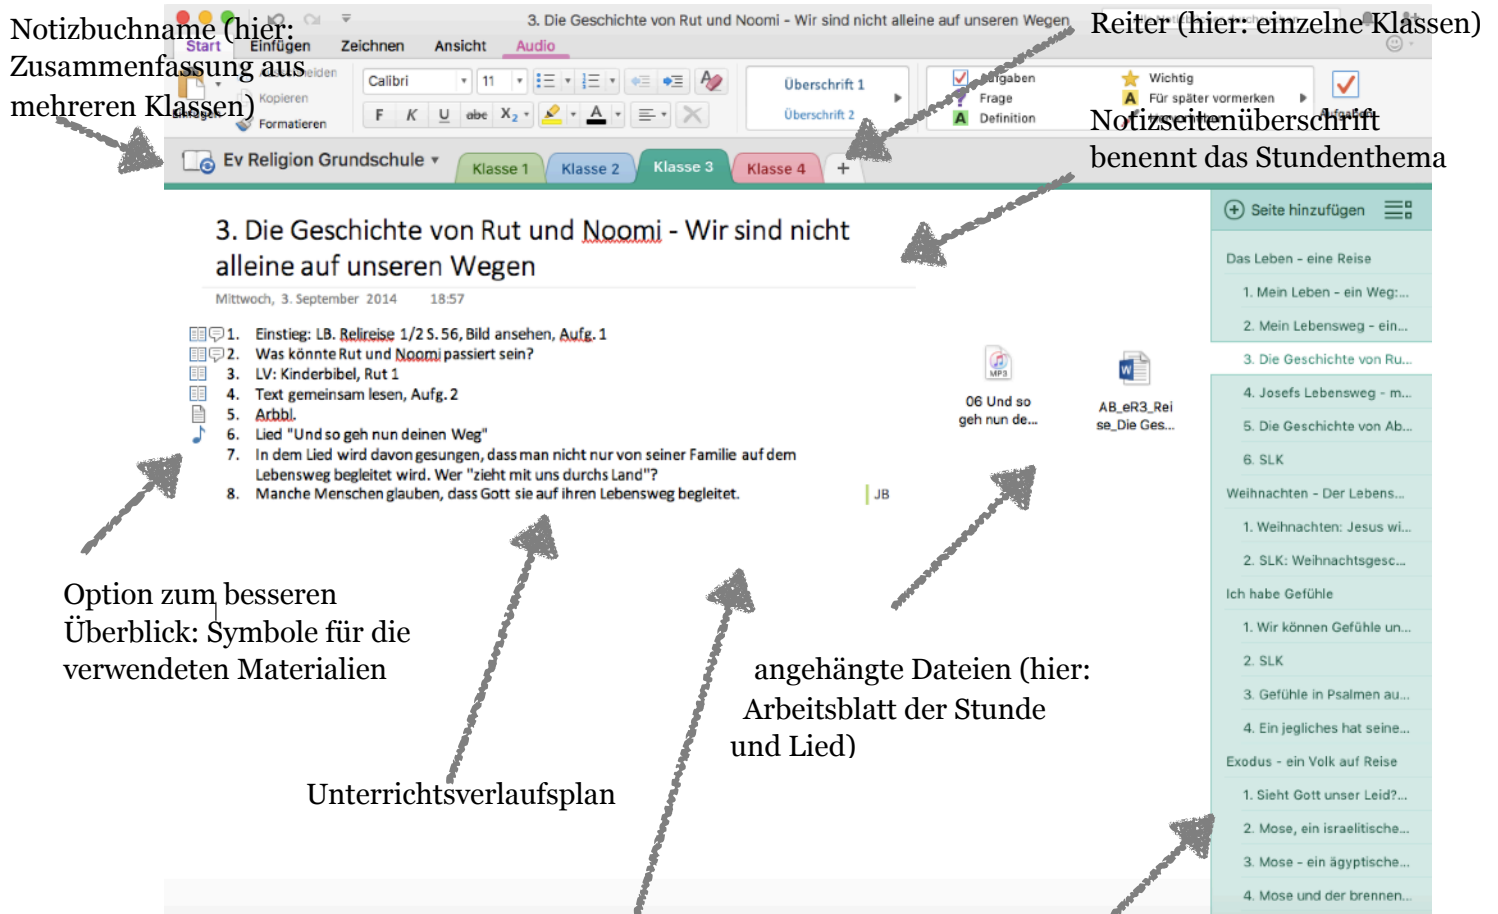 3. Die Geschichte von Rut und Noomi - Wir sind nicht alleine auf unseren Wegen
Notizbuchname (hier:
Zusammenfassung aus
mehreren Klassen)
Reiter (hier: einzelne Klassen)
Start Einfügen Zeichnen Ansicht Audio
Kopieren
Formatieren
Calibri 11
F K U abc X2 A
Überschrift 1
Überschrift 2
Frage
Definition
Wichtig
Für später vormerken
Notizseitenüberschrift
benennt das Stundenthema
Ev Religion Grundschule
Klasse 1 Klasse 2 Klasse 3 Klasse 4 +
3. Die Geschichte von Rut und Noomi - Wir sind nicht
alleine auf unseren Wegen
Mittwoch, 3. September 2014 18:57
1. Einstieg: LB. Relireise 1/2 S. 56, Bild ansehen, Aufg. 1
2. Was könnte Rut und Noomi passiert sein?
3. LV: Kinderbibel, Rut 1
4. Text gemeinsam lesen, Aufg. 2
5. Arbbl.
6. Lied "Und so geh nun deinen Weg"
7. In dem Lied wird davon gesungen, dass man nicht nur von seiner Familie auf dem
Lebensweg begleitet wird. Wer "zieht mit uns durchs Land"?
8. Manche Menschen glauben, dass Gott sie auf ihren Lebensweg begleitet.
JB
MP3
06 Und so
geh nun de...
W
AB_eR3_Rei
se_Die Ges...
Option zum besseren
Überblick: Symbole für die
verwendeten Materialien
Unterrichtsverlaufsplan
angehängte Dateien (hier:
Arbeitsblatt der Stunde
und Lied)
Seite hinzufügen
Das Leben - eine Reise
1. Mein Leben - ein Weg:...
2. Mein Lebensweg - ein...
3. Die Geschichte von Ru...
4. Josefs Lebensweg - m...
5. Die Geschichte von Ab...
6. SLK
Weihnachten - Der Lebens...
1. Weihnachten: Jesus wi...
2. SLK: Weihnachtsgesc...
Ich habe Gefühle
1. Wir können Gefühle un...
2. SLK
3. Gefühle in Psalmen au...
4. Ein jegliches hat seine...
Exodus - ein Volk auf Reise
1. Sieht Gott unser Leid?...
2. Mose, ein israelitische...
3. Mose - ein ägyptische...
4. Mose und der brennen...